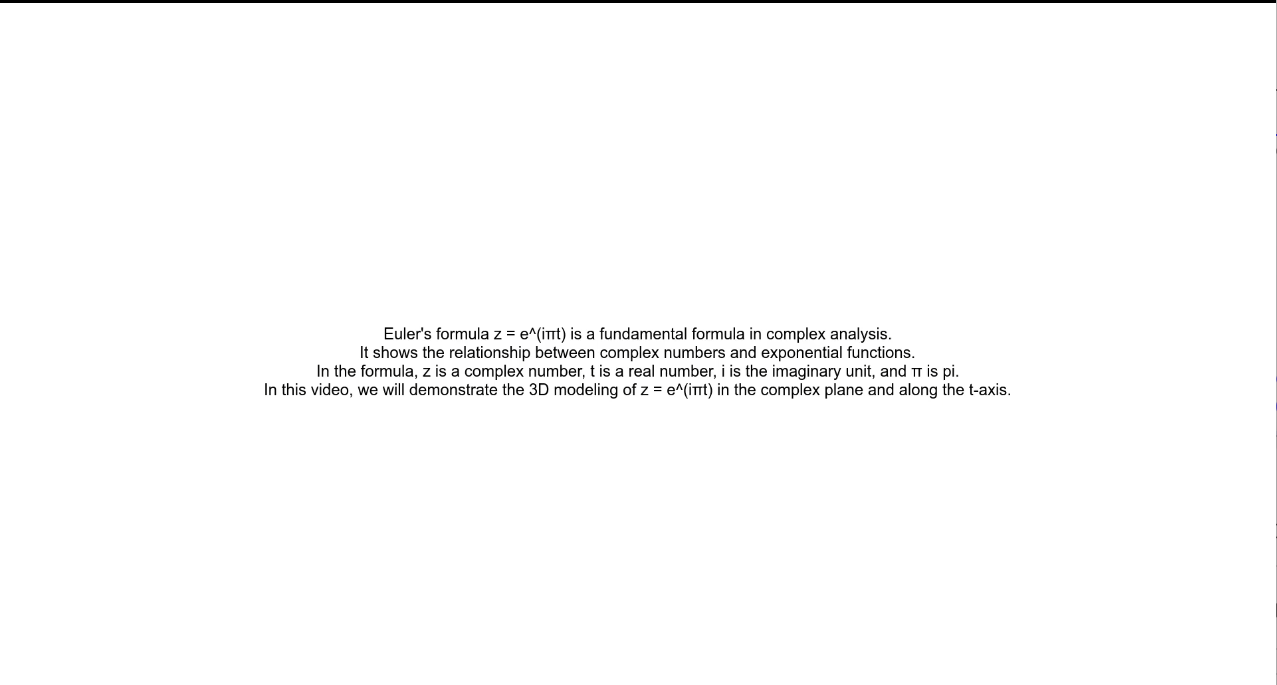 Euler's formula z = e^(iπt) is a fundamental formula in complex analysis.
It shows the relationship between complex numbers and exponential functions.
In the formula, z is a complex number, t is a real number, i is the imaginary unit, and π is pi.
In this video, we will demonstrate the 3D modeling of z = e^(iπt) in the complex plane and along the t-axis.